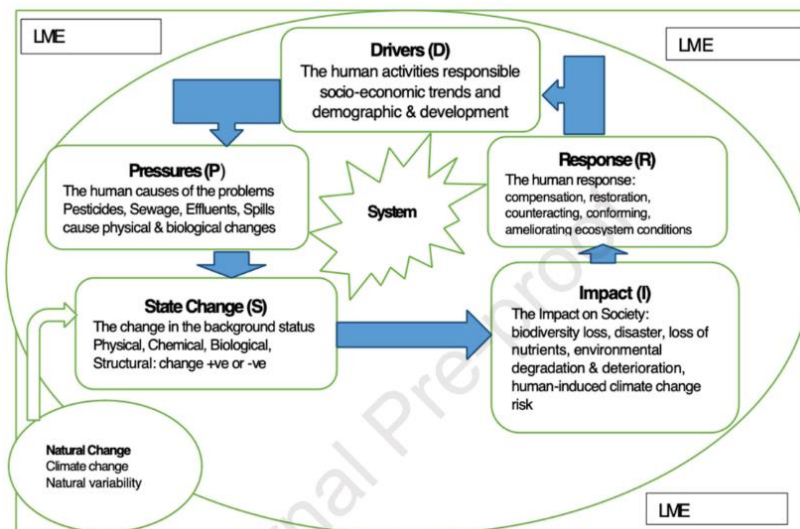 LME
LME
Drivers (D)
The human activities responsible
socio-economic trends and
demographic & development
Pressures (P)
The human causes of the problems
Pesticides, Sewage, Effluents, Spills
cause physical & biological changes
System
Response (R)
The human response:
compensation, restoration,
counteracting, conforming,
ameliorating ecosystem conditions
State Change (S)
The change in the background status
Physical, Chemical, Biological,
Structural: change +ve or -ve
Impact (I)
The Impact on Society:
biodiversity loss, disaster, loss of
nutrients, environmental
degradation & deterioration,
human-induced climate change
risk
Natural Change
Climate change
Natural variability
LME
rnal Pre-proof